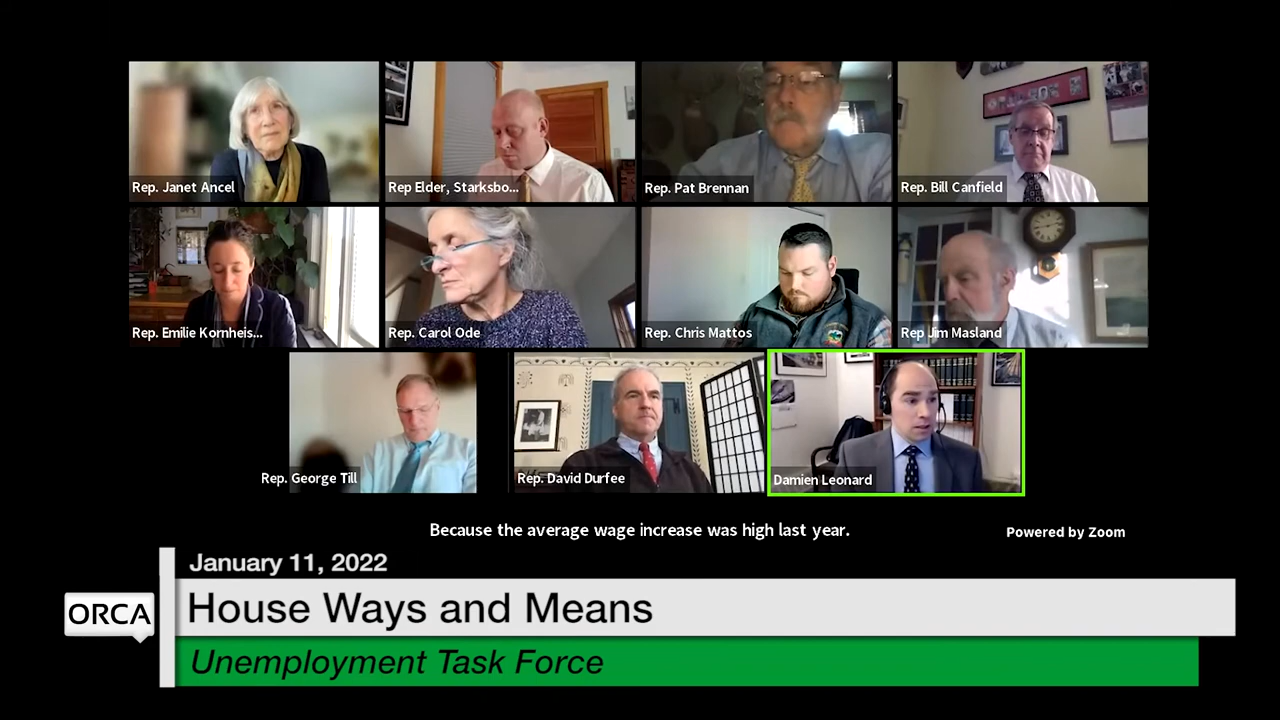 Rep. Janet Ancel
Rep Elder, Starksbo...
Rep. Pat Brennan
Rep. Bill Canfield
Rep. Emilie Kornheis...
Rep. Carol Ode
Rep. Chris Mattos
Rep Jim Masland
Rep. George Till
Rep. David Durfee
Damien Leonard
Because the average wage increase was high last year.
Powered by Zoom
January 11, 2022
ORCA
House Ways and Means
Unemployment Task Force